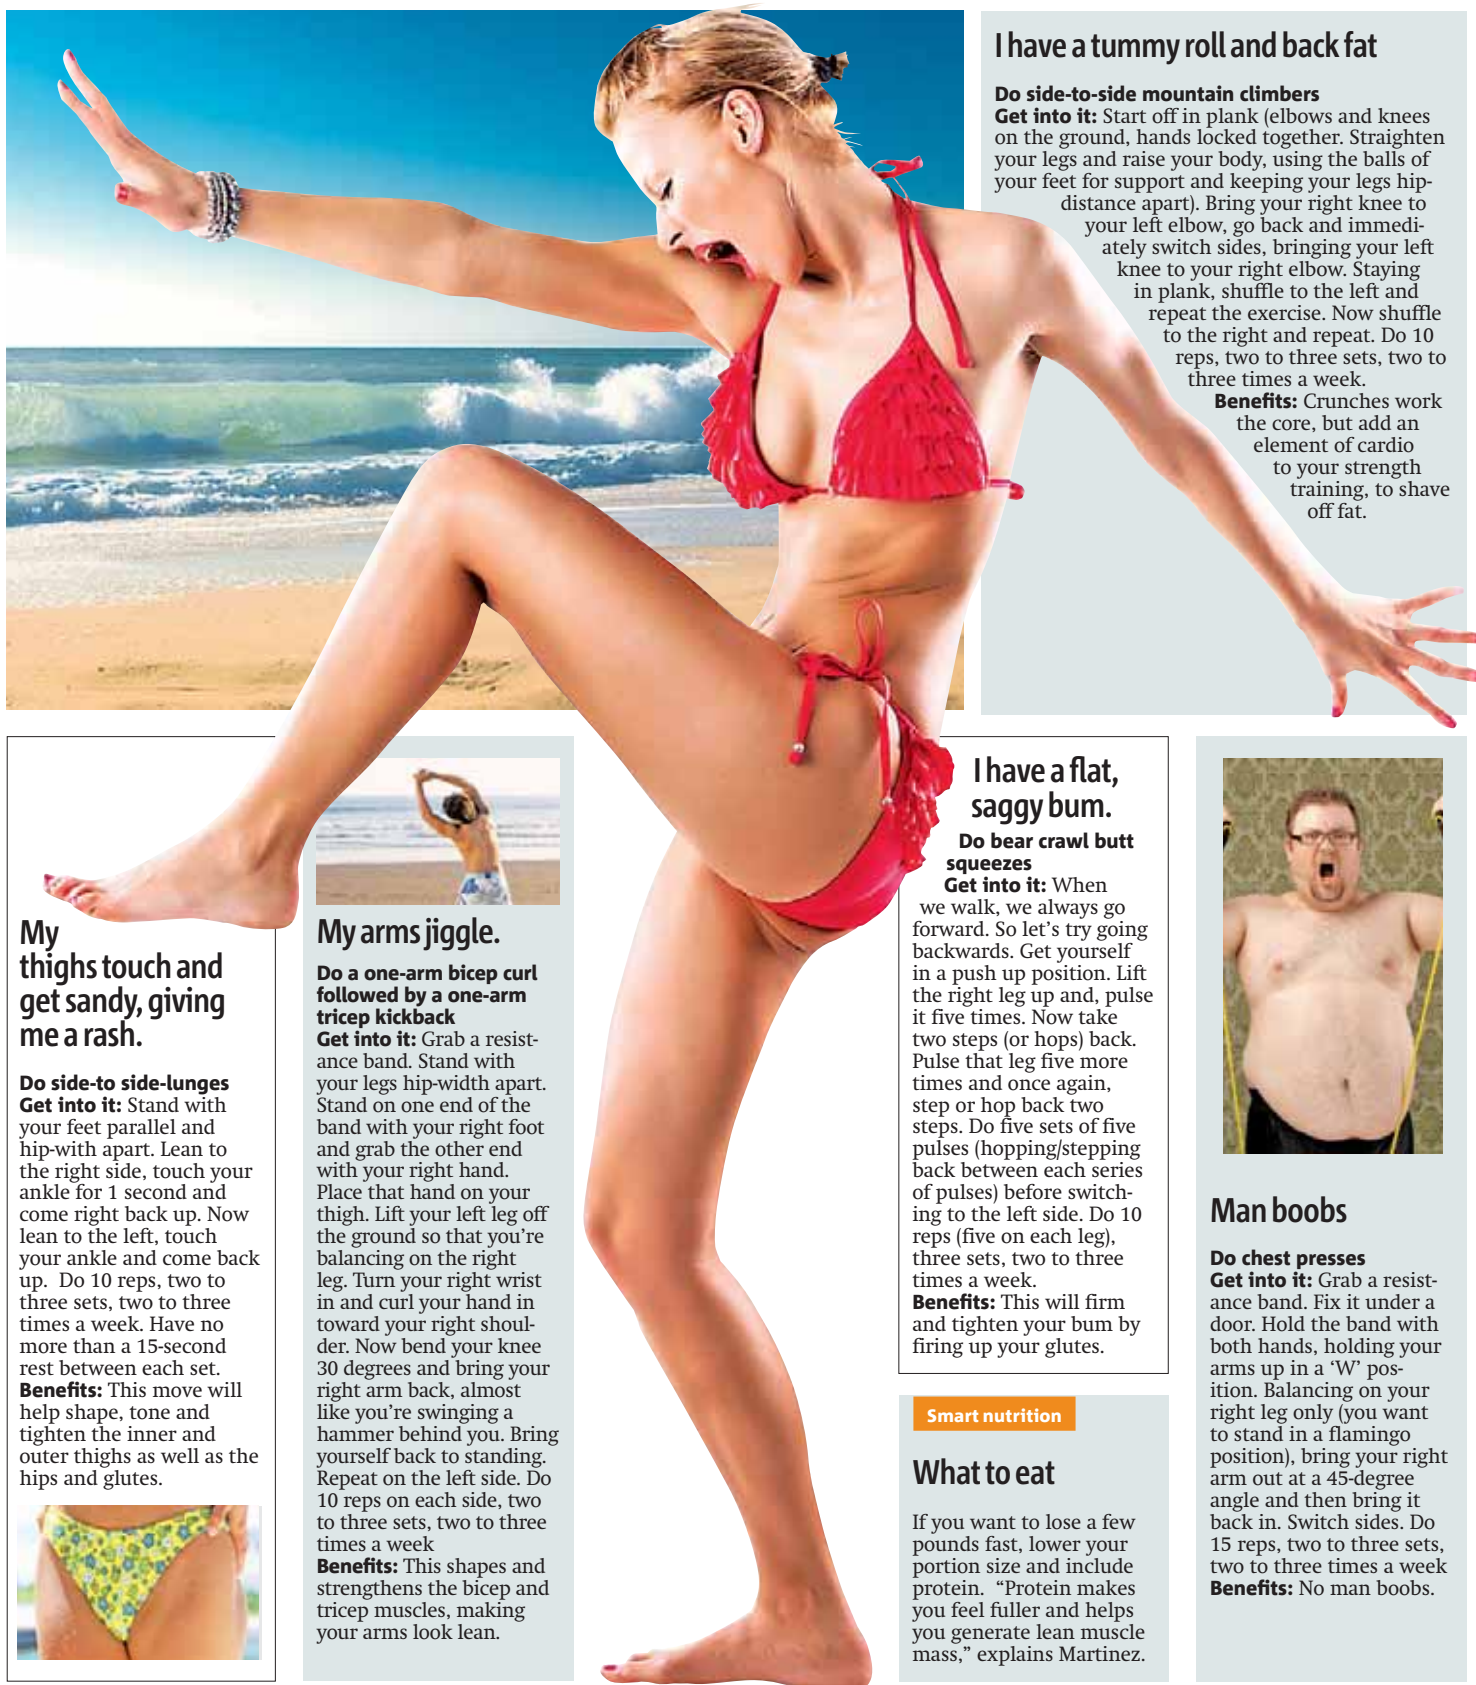 I have a tummy roll and back fat
Do side-to-side mountain climbers
Get into it: Start off in plank (elbows and knees
on the ground, hands locked together. Straighten
your legs and raise your body, using the balls of
your feet for support and keeping your legs hip-
distance apart). Bring your right knee to
your left elbow, go back and immedi-
ately switch sides, bringing your left
knee to your right elbow. Staying
in plank, shuffle to the left and
repeat the exercise. Now shuffle
to the right and repeat. Do 10
reps, two to three sets, two to
three times a week.
Benefits: Crunches work
the core, but add an
element of cardio
to your strength
training, to shave
off fat.
My
thighs touch and
get sandy, giving
me a rash.
Do side-to side-lunges
Get into it: Stand with
your feet parallel and
hip-with apart. Lean to
the right side, touch your
ankle for 1 second and
come right back up. Now
lean to the left, touch
your ankle and come back
up. Do 10 reps, two to
three sets, two to three
times a week. Have no
more than a 15-second
rest between each set.
Benefits: This move will
help shape, tone and
tighten the inner and
outer thighs as well as the
hips and glutes.
My arms jiggle.
Do a one-arm bicep curl
followed by a one-arm
tricep kickback
Get into it: Grab a resist-
ance band. Stand with
your legs hip-width apart.
Stand on one end of the
band with your right foot
and grab the other end
with your right hand.
Place that hand on your
thigh. Lift your left leg off
the ground so that you're
balancing on the right
leg. Turn your right wrist
in and curl your hand in
toward your right shoul-
der. Now bend your knee
30 degrees and bring your
right arm back, almost
like you're swinging a
hammer behind you. Bring
yourself back to standing.
Repeat on the left side. Do
10 reps on each side, two
to three sets, two to three
times a week
Benefits: This shapes and
strengthens the bicep and
tricep muscles, making
your arms look lean.
I have a flat,
saggy bum.
Do bear crawl butt
squeezes
Get into it: When
we walk, we always go
forward. So let's try going
backwards. Get yourself
in a push up position. Lift
the right leg up and, pulse
it five times. Now take
two steps (or hops) back.
Pulse that leg five more
times and once again,
step or hop back two
steps. Do five sets of five
pulses (hopping/stepping
back between each series
of pulses) before switch-
ing to the left side. Do 10
reps (five on each leg),
three sets, two to three
times a week.
Benefits: This will firm
and tighten your bum by
firing up your glutes.
Smart nutrition
What to eat
If you want to lose a few
pounds fast, lower your
portion size and include
protein. “Protein makes
you feel fuller and helps
you generate lean muscle
mass,” explains Martinez.
Man boobs
Do chest presses
Get into it: Grab a resist-
ance band. Fix it under a
door. Hold the band with
both hands, holding your
arms up in a ‘W’ pos-
ition. Balancing on your
right leg only (you want
to stand in a flamingo
position), bring your right
arm out at a 45-degree
angle and then bring it
back in. Switch sides. Do
15 reps, two to three sets,
two to three times a week
Benefits: No man boobs.